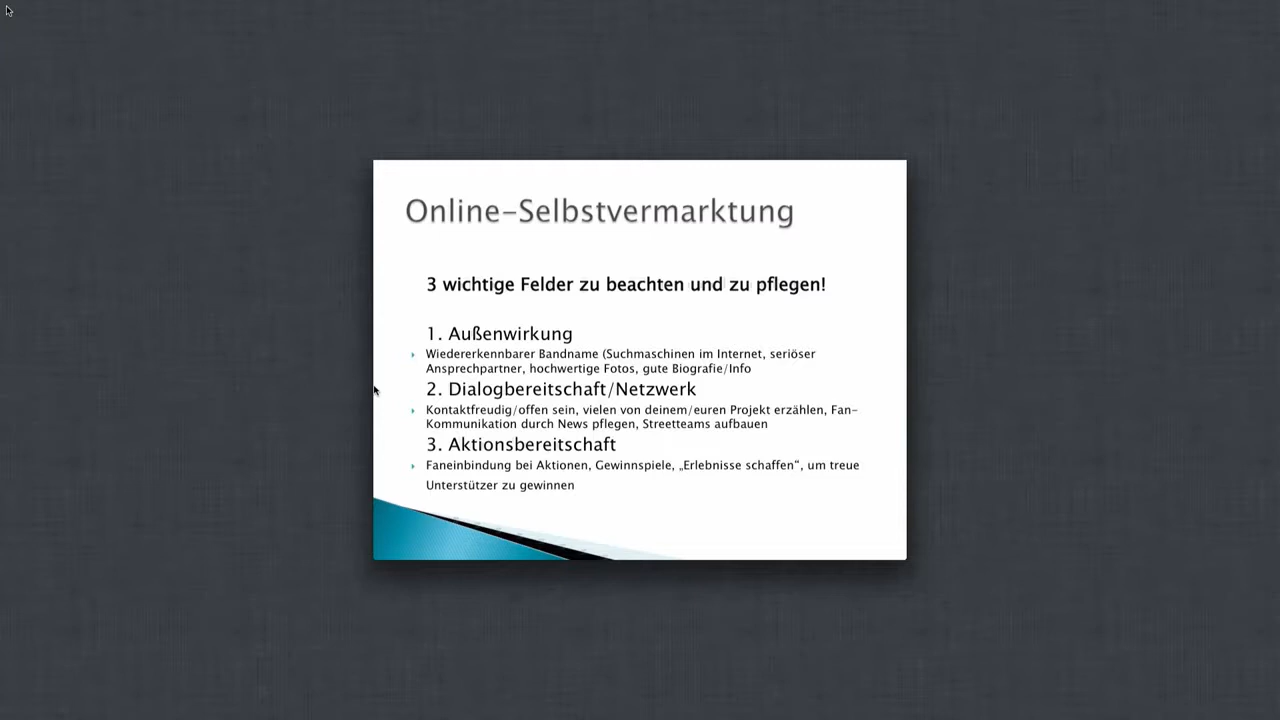 Online-Selbstvermarktung
3 wichtige Felder zu beachten und zu pflegen!
1. Außenwirkung
Wiedererkennbarer Bandname (Suchmaschinen im Internet, seriöser
Ansprechpartner, hochwertige Fotos, gute Biografie/Info
2. Dialogbereitschaft/Netzwerk
Kontaktfreudig/offen sein, vielen von deinem/euren Projekt erzählen, Fan-
Kommunikation durch News pflegen, Streetteams aufbauen
3. Aktionsbereitschaft
Faneinbindung bei Aktionen, Gewinnspiele, „Erlebnisse schaffen“, um treue
Unterstützer zu gewinnen